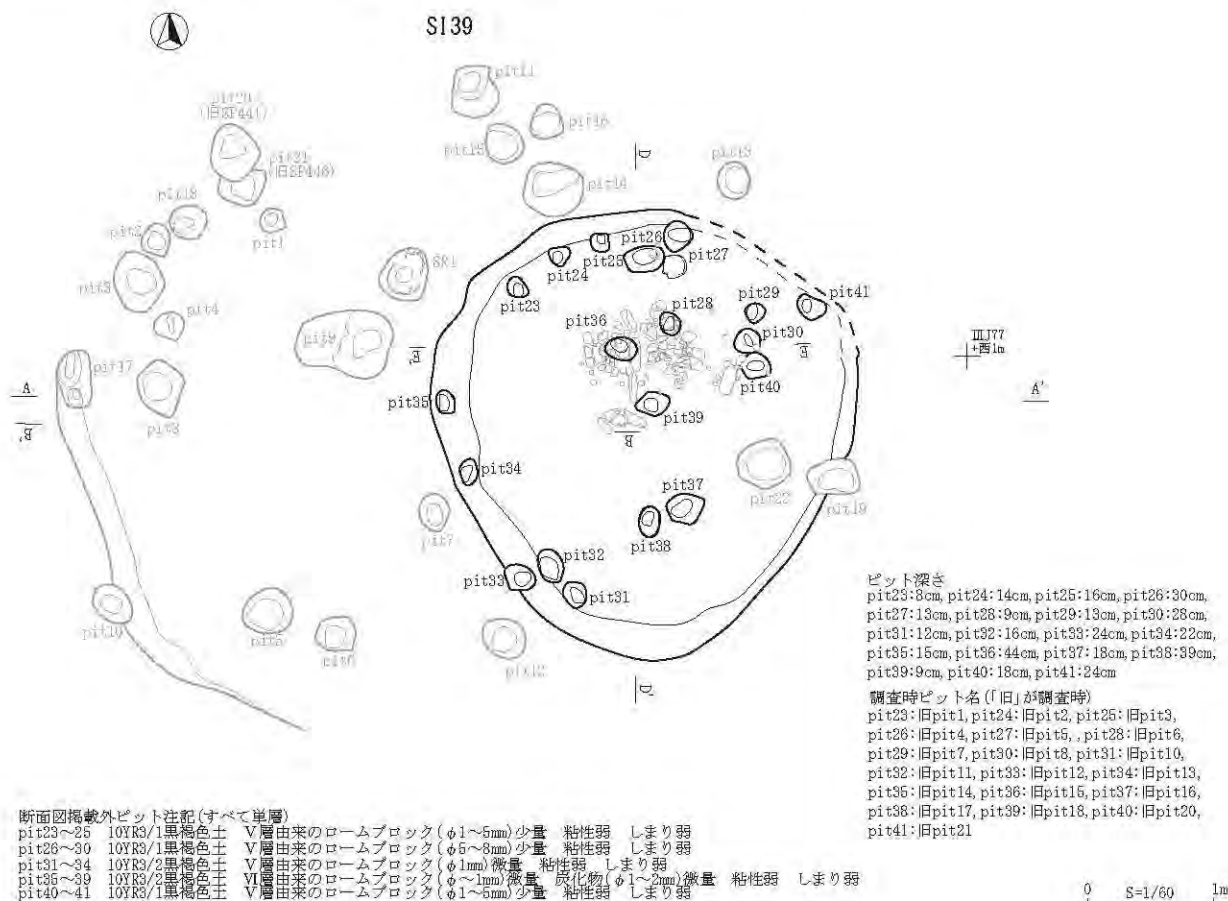 SI39
pit11
pit20
(旧SP441)
pit16
pit21
(旧SP448)
pit15
pit13
D
pit14
pit18
pit2
pit1
pit26
pit25
pit27
pit24
SK1
pit3
pit23
pit28
pit29
pit41
pit4
pit36
pit30
pit9
E'
E
ⅢJ77
+西1m
pit17
pit40
A
A'
pit35
pit39
B'
pit8
B
pit34
pit22
pit37
pit19
pit7
pit38
pit32
pit33
pit31
pit10
pit5
pit6
pit12
D'
ピット深さ
pit23:8cm, pit24:14cm, pit25:16cm, pit26:30cm,
pit27:13cm, pit28:9cm, pit29:13cm, pit30:28cm,
pit31:12cm, pit32:16cm, pit33:24cm, pit34:22cm,
pit35:15cm, pit36:44cm, pit37:18cm, pit38:39cm,
pit39:9cm, pit40:18cm, pit41:24cm
調査時ピット名(「旧」が調査時)
pit23:旧pit1, pit24:旧pit2, pit25:旧pit3,
pit26:旧pit4, pit27:旧pit5, , pit28:旧pit6,
pit29:旧pit7, pit30:旧pit8, pit31:旧pit10,
pit32:旧pit11, pit33:旧pit12, pit34:旧pit13,
pit35:旧pit14, pit36:旧pit15, pit37:旧pit16,
pit38:旧pit17, pit39:旧pit18, pit40:旧pit20,
pit41:旧pit21
断面図掲載外ピット注記(すべて単層)
pit23～25 10YR3/1黒褐色土 Ⅴ層由来のロームブロック(φ1～5mm)少量 粘性弱 しまり弱
pit26～30 10YR3/1黒褐色土 Ⅴ層由来のロームブロック(φ5～8mm)少量 粘性弱 しまり弱
pit31～34 10YR3/2黒褐色土 Ⅴ層由来のロームブロック(φ1mm)微量 粘性弱 しまり弱
pit35～39 10YR3/2黒褐色土 Ⅵ層由来のロームブロック(φ～1mm)微量 炭化物(φ1～2mm)微量 粘性弱 しまり弱
pit40～41 10YR3/1黒褐色土 Ⅴ層由来のロームブロック(φ1～5mm)少量 粘性弱 しまり弱
0 S=1/60 1m